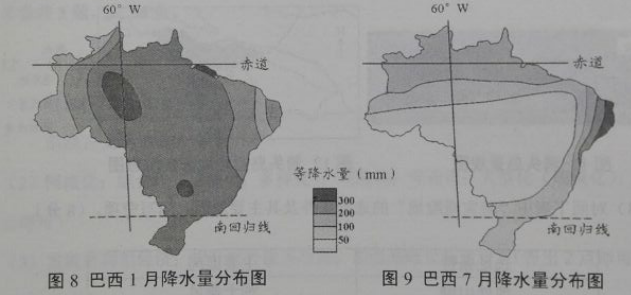 60° W
赤道
南回归线
图 8 巴西 1 月降水量分布图
等降水量（mm）
300
200
100
50
60° W
赤道
南回归线
图 9 巴西 7 月降水量分布图